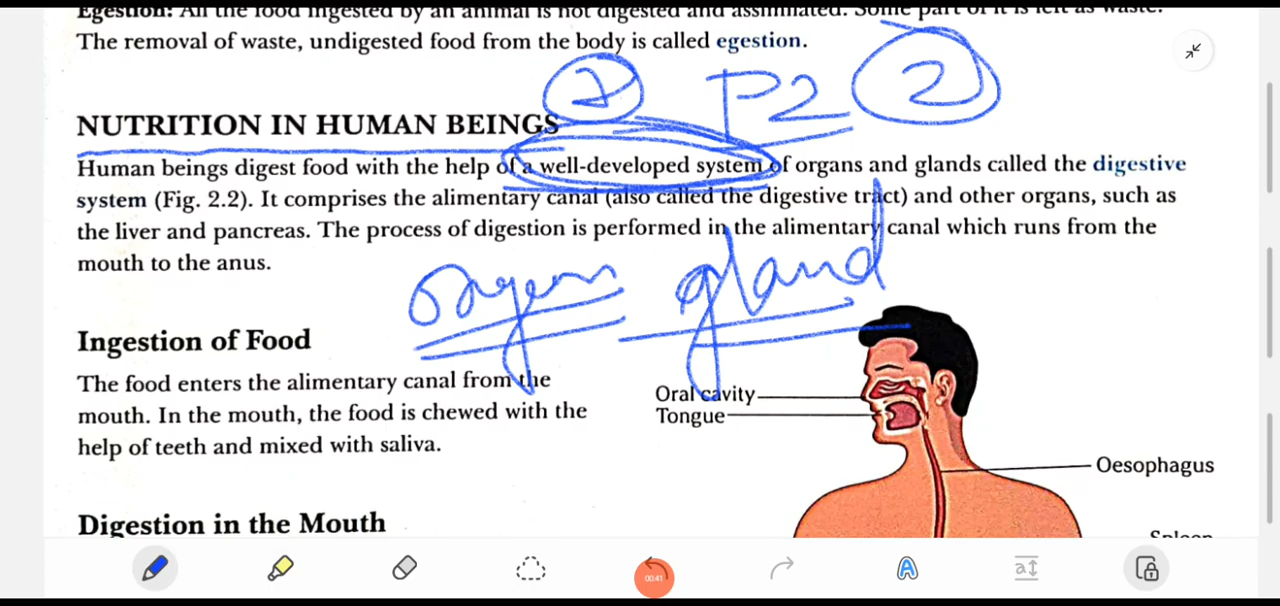 Egestion: All the food ingested by an animal is not digested and assimilated. Some part of it is left as waste.
The removal of waste, undigested food from the body is called egestion.
P2 2
NUTRITION IN HUMAN BEINGS
Human beings digest food with the help of a well-developed system of organs and glands called the digestive
system (Fig. 2.2). It comprises the alimentary canal (also called the digestive tract) and other organs, such as
the liver and pancreas. The process of digestion is performed in the alimentary canal which runs from the
mouth to the anus.
gland
Ingestion of Food
The food enters the alimentary canal from the
mouth. In the mouth, the food is chewed with the
help of teeth and mixed with saliva.
Oral cavity
Tongue
Oesophagus
Digestion in the Mouth
Spleen
A
a
00:41